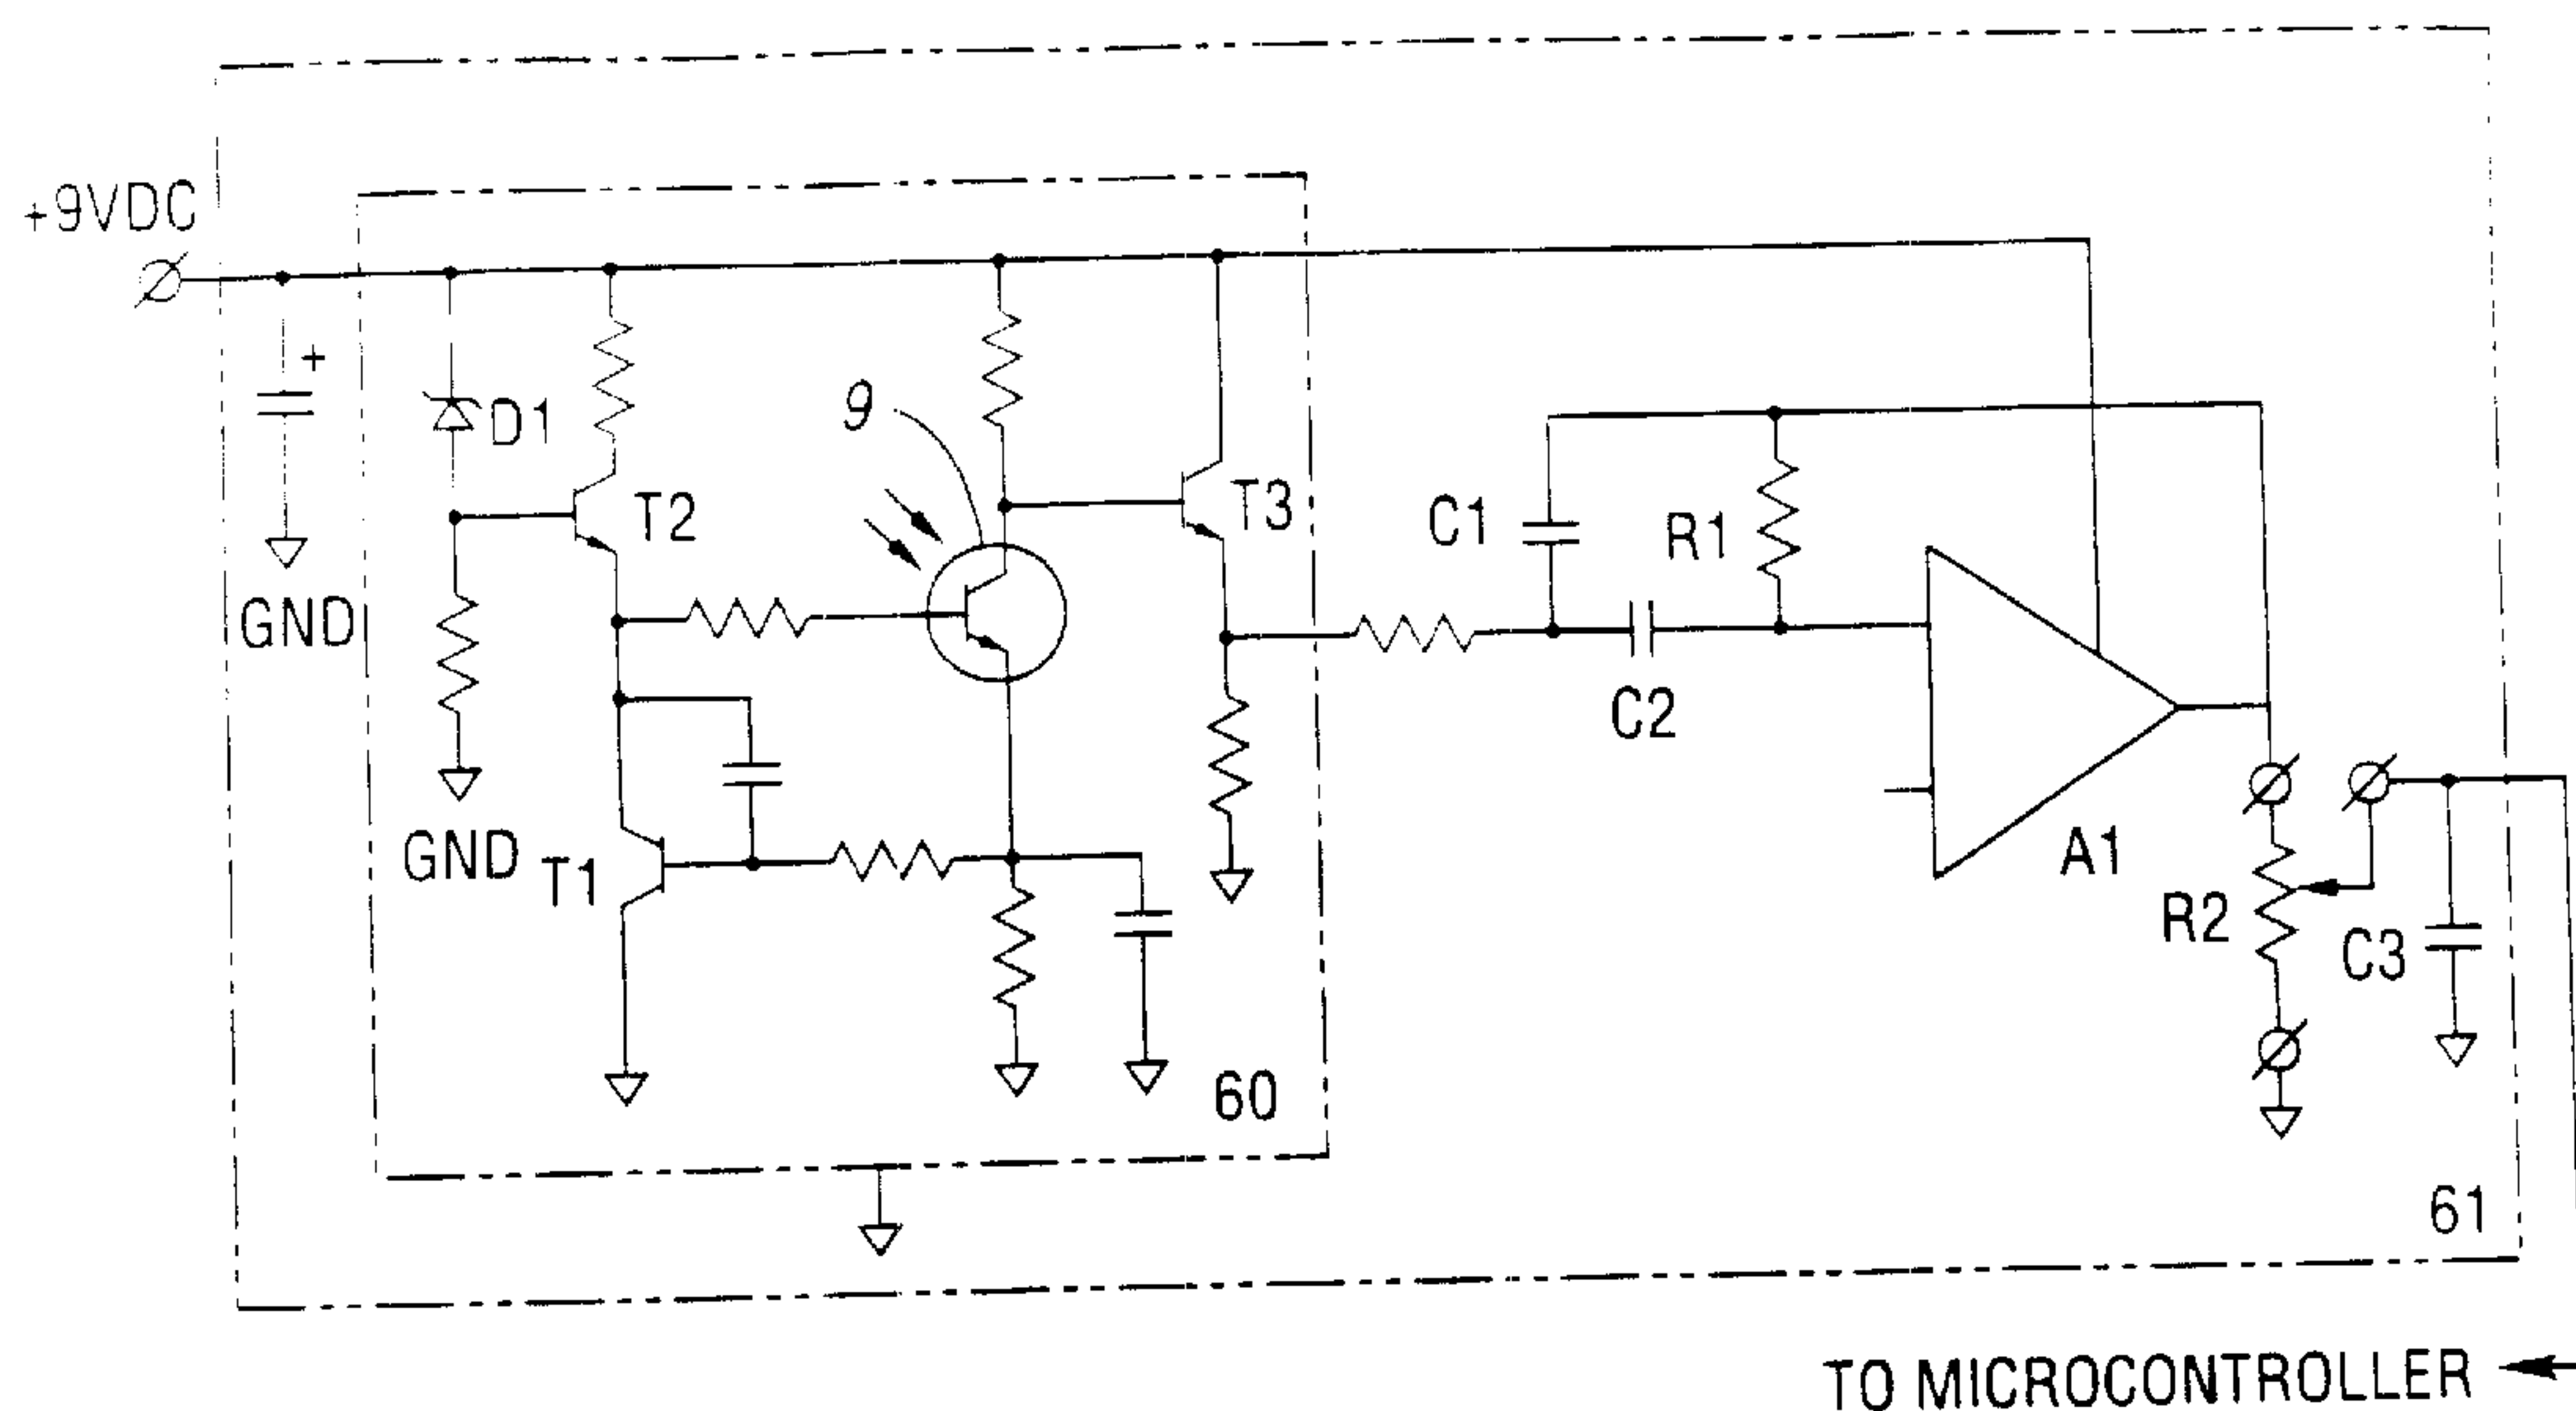 +9VDC
+
D1
9
T2
T3
C1
R1
GND
C2
GND
T1
A1
R2
C3
60
61
TO MICROCONTROLLER